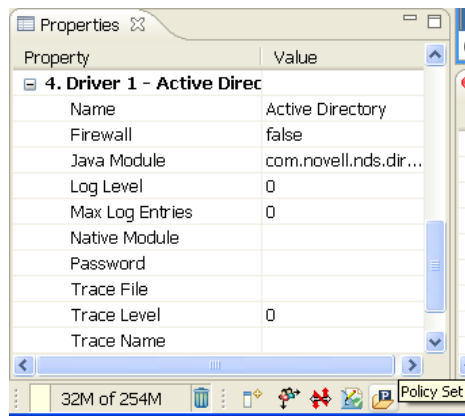 Properties
Property Value
4. Driver 1 - Active Direc
Name Active Directory
Firewall false
Java Module com.novell.nds.dir...
Log Level 0
Max Log Entries 0
Native Module
Password
Trace File
Trace Level 0
Trace Name
32M of 254M
Policy Set